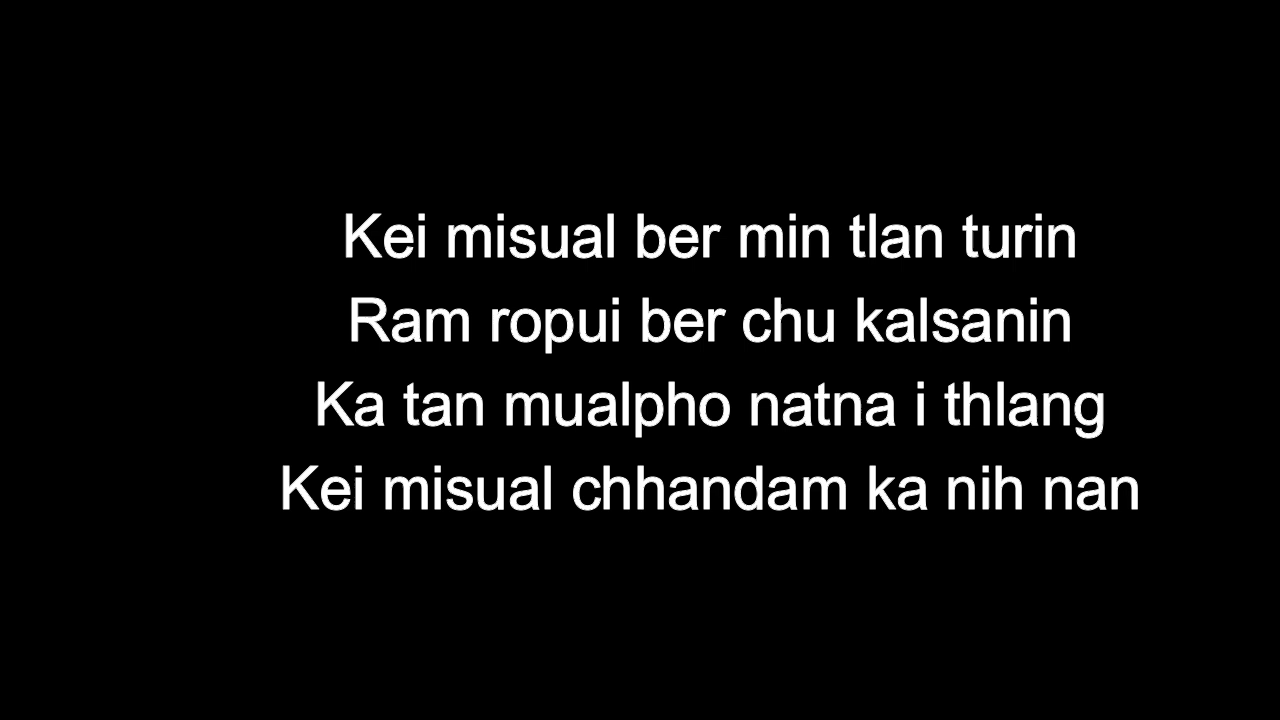 Kei misual ber min tlan turin
Ram ropui ber chu kalsanin
Ka tan mualpho natna i thlang
Kei misual chhandam ka nih nan